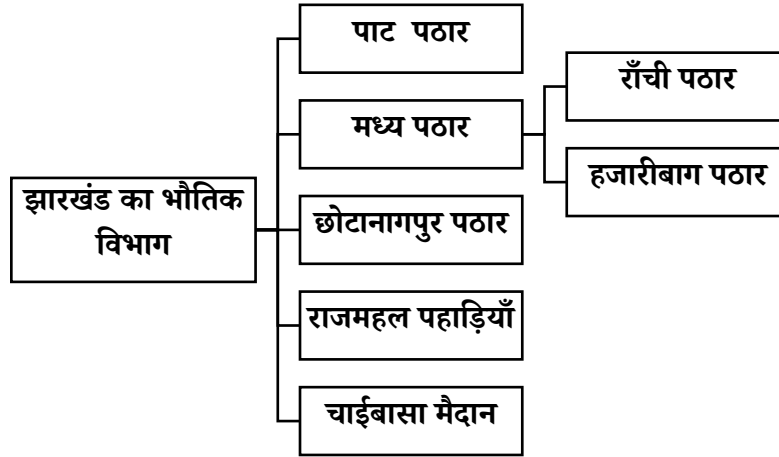 पाट पठार
मध्य पठार
छोटानागपुर पठार
राजमहल पहाड़ियाँ
चाईबासा मैदान
राँची पठार
हजारीबाग पठार
झारखंड का भौतिक
विभाग